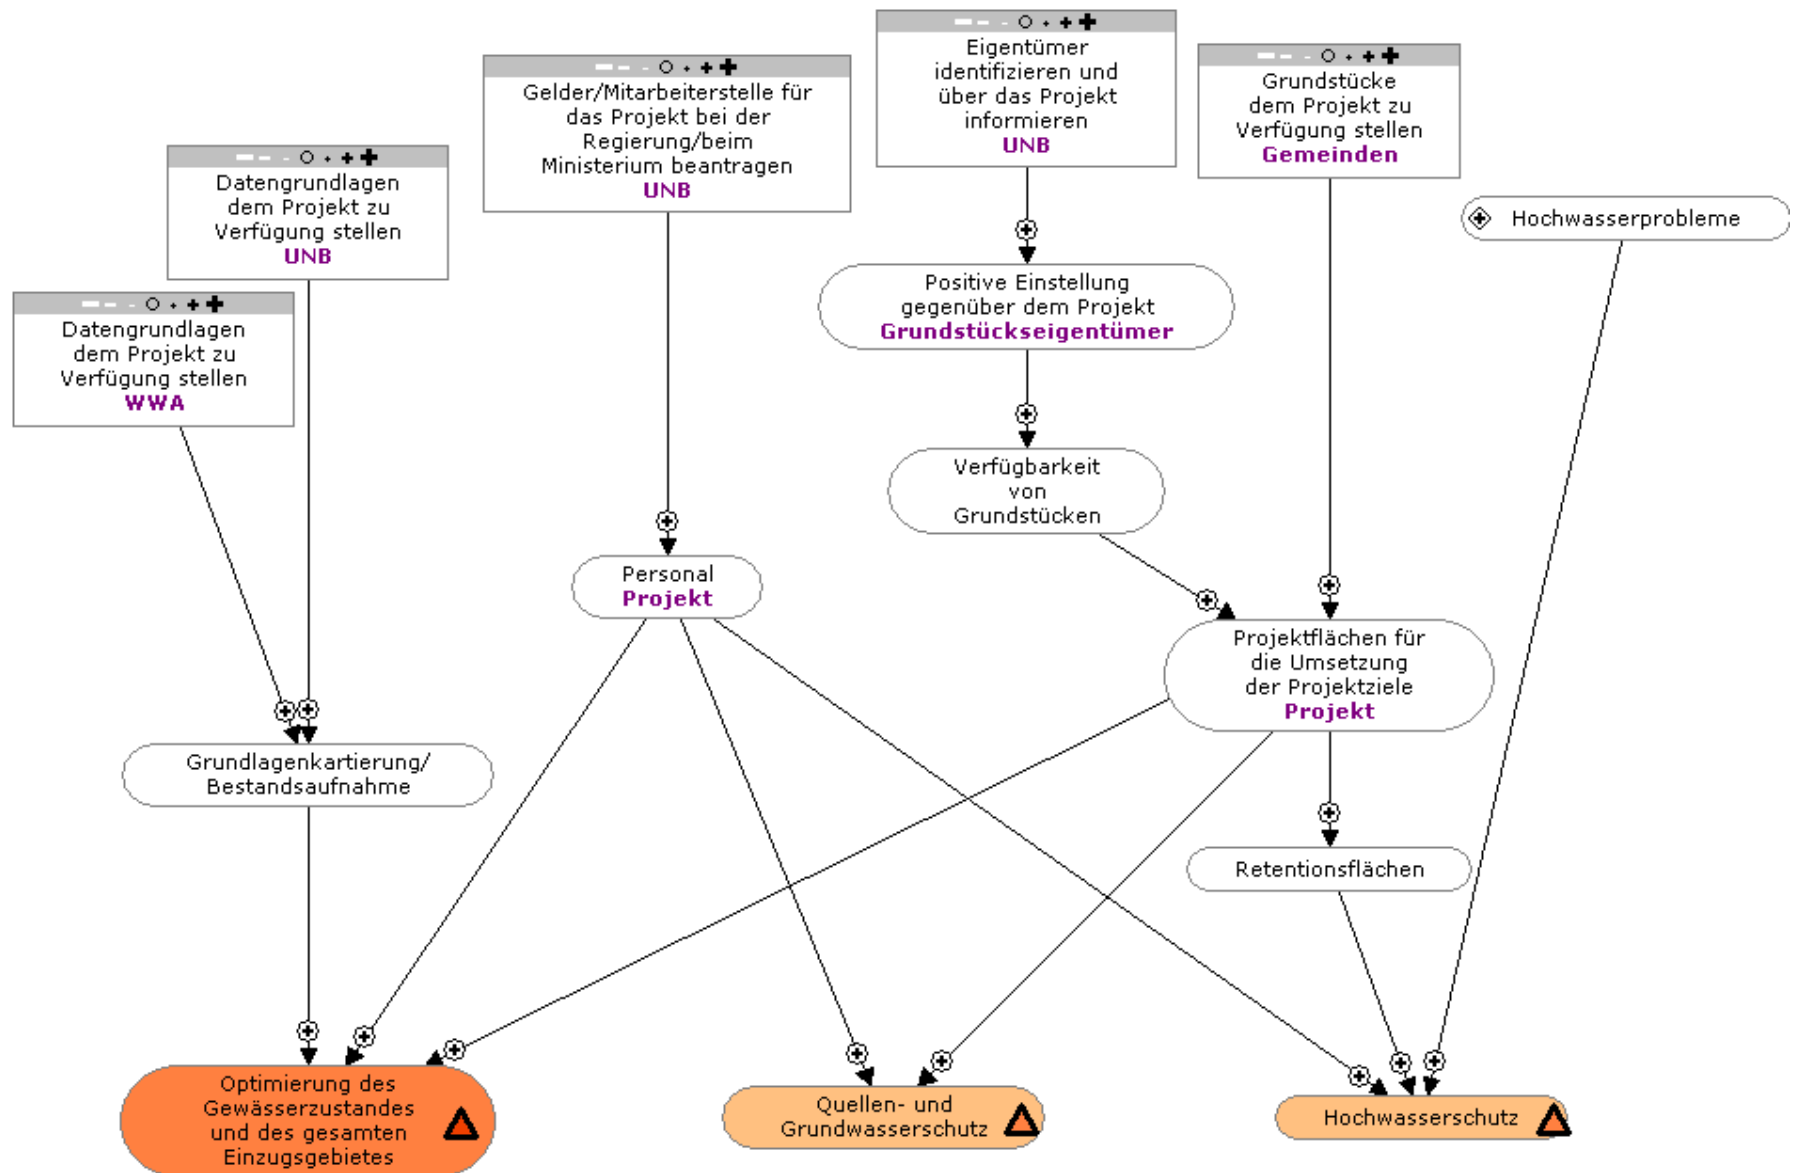 Eigentümer
identifizieren und
über das Projekt
informieren
UNB
Grundstücke
dem Projekt zu
Verfügung stellen
Gemeinden
Gelder/Mitarbeiterstelle für
das Projekt bei der
Regierung/beim
Ministerium beantragen
UNB
Datengrundlagen
dem Projekt zu
Verfügung stellen
UNB
Hochwasserprobleme
Datengrundlagen
dem Projekt zu
Verfügung stellen
WWA
Positive Einstellung
gegenüber dem Projekt
Grundstückseigentümer
Verfügbarkeit
von
Grundstücken
Personal
Projekt
Projektflächen für
die Umsetzung
der Projektziele
Projekt
Grundlagenkartierung/
Bestandsaufnahme
Retentionsflächen
Optimierung des
Gewässerzustandes
und des gesamten
Einzugsgebietes
Quellen- und
Grundwasserschutz
Hochwasserschutz